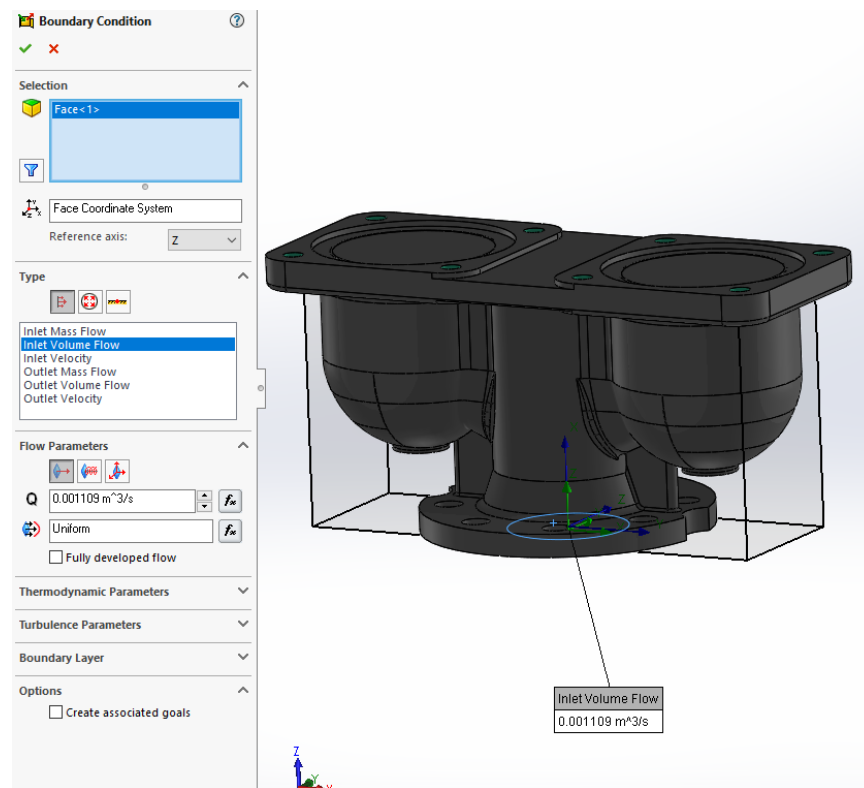 Boundary Condition
Selection
Face<1>
Face Coordinate System
Reference axis:
Z
Type
Inlet Mass Flow
Inlet Volume Flow
Inlet Velocity
Outlet Mass Flow
Outlet Volume Flow
Outlet Velocity
Flow Parameters
Q
0.001109 m^3/s
Uniform
Fully developed flow
Thermodynamic Parameters
Turbulence Parameters
Boundary Layer
Options
Create associated goals
Z
Inlet Volume Flow
0.001109 m^3/s
Z
Y
X